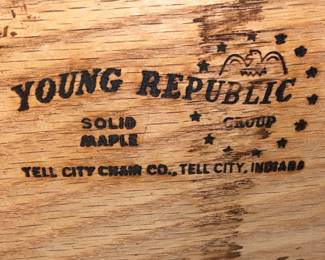 YOUNG REPUBLIC
SOLID GROUP
MAPLE
TELL CITY CHAIR CO., TELL CITY, INDIANA